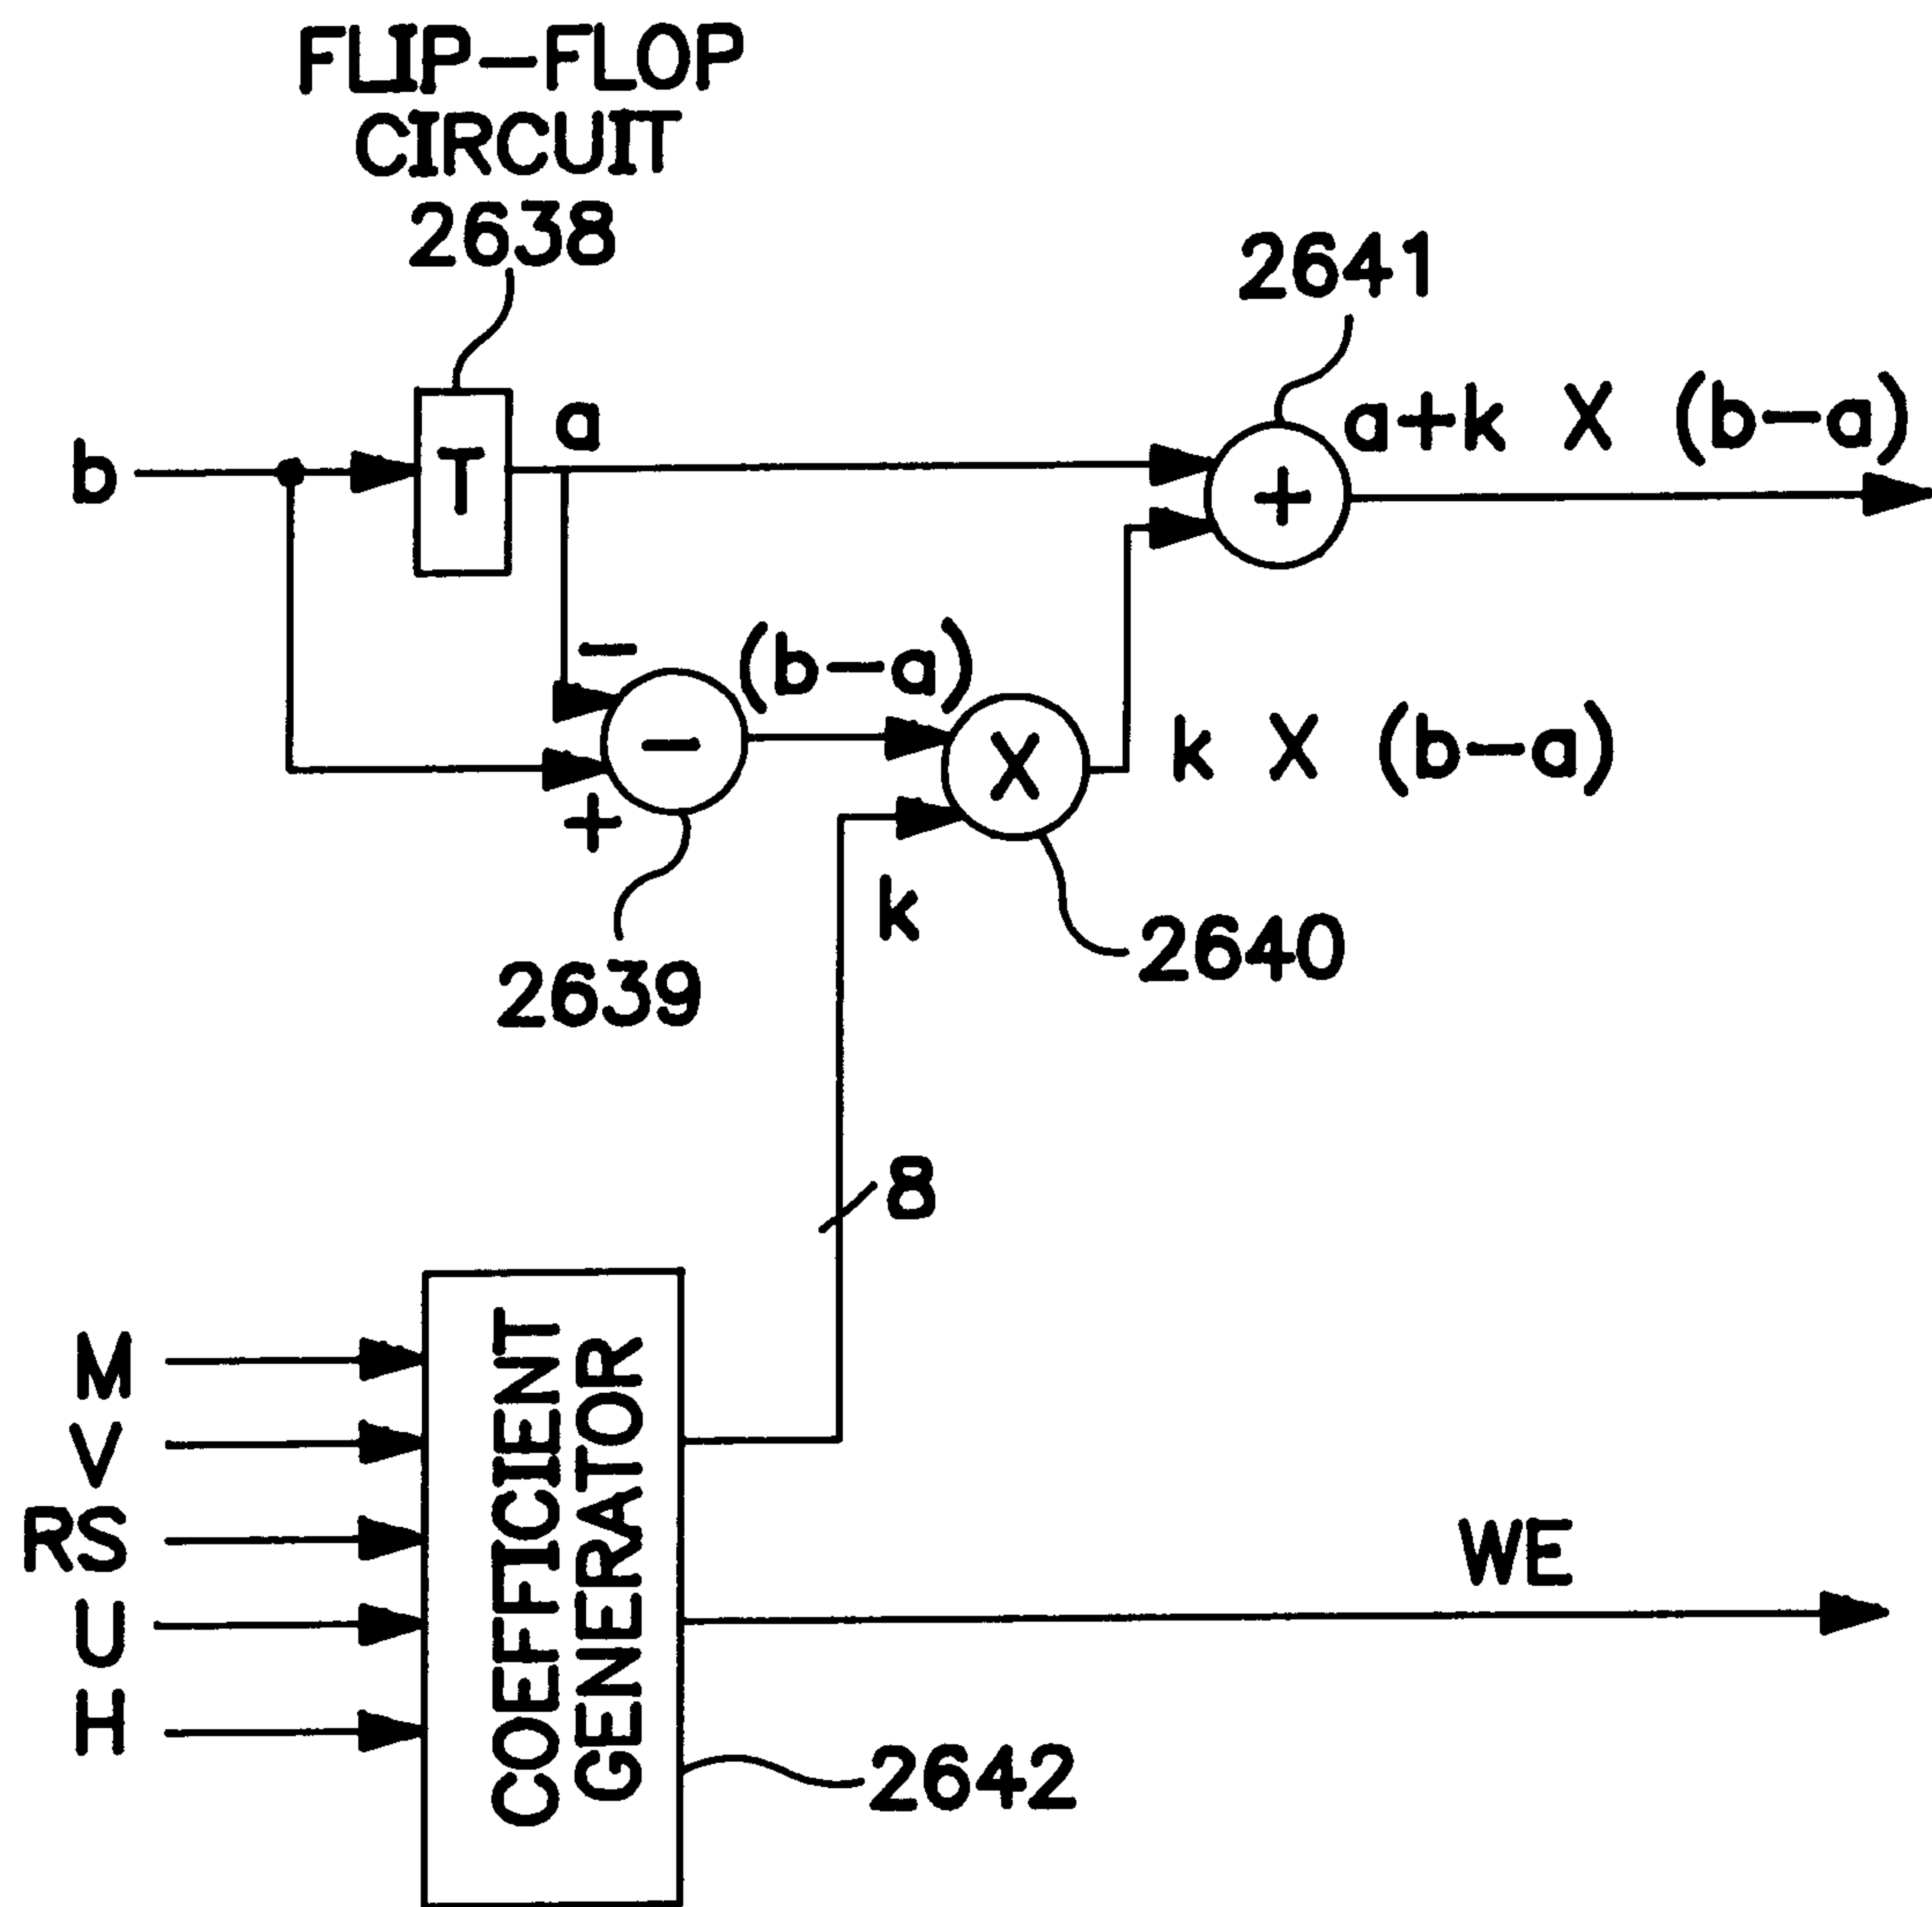 FLIP-FLOP
CIRCUIT
2638
2641
b
T
a
+
a+k X (b-a)
-
(b-a)
-
X
k X (b-a)
+
k
2639
2640
8
M
V
RS
U
H
COEFFICIENT
GENERATOR
WE
2642